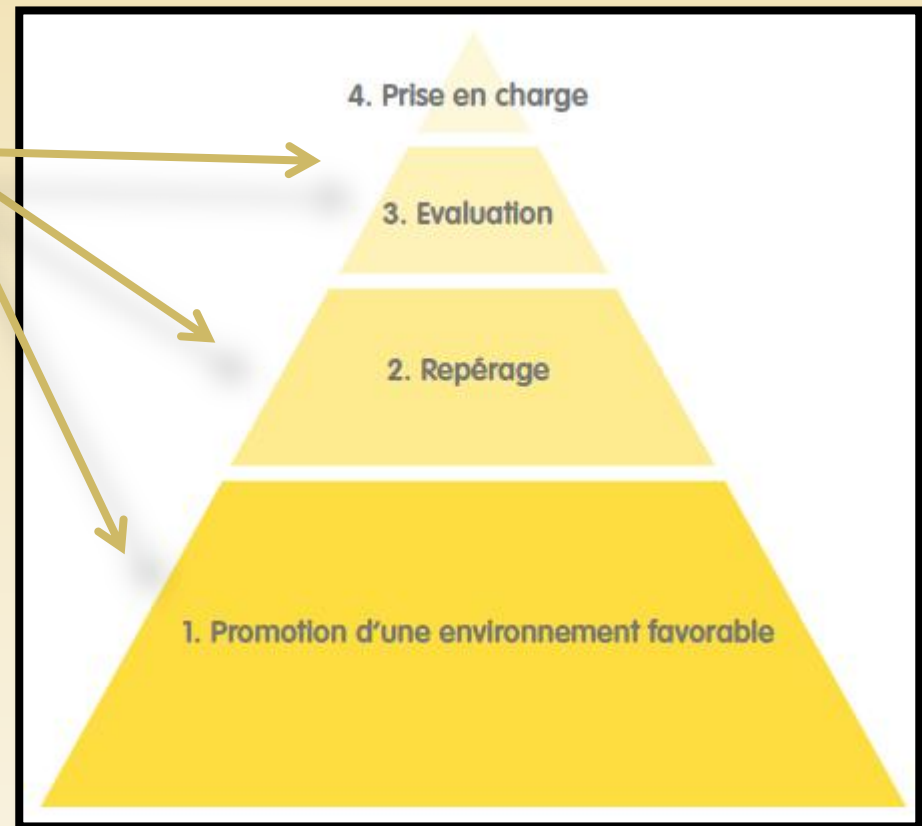 4. Prise en charge
3. Evaluation
2. Repérage
1. Promotion d'une environnement favorable